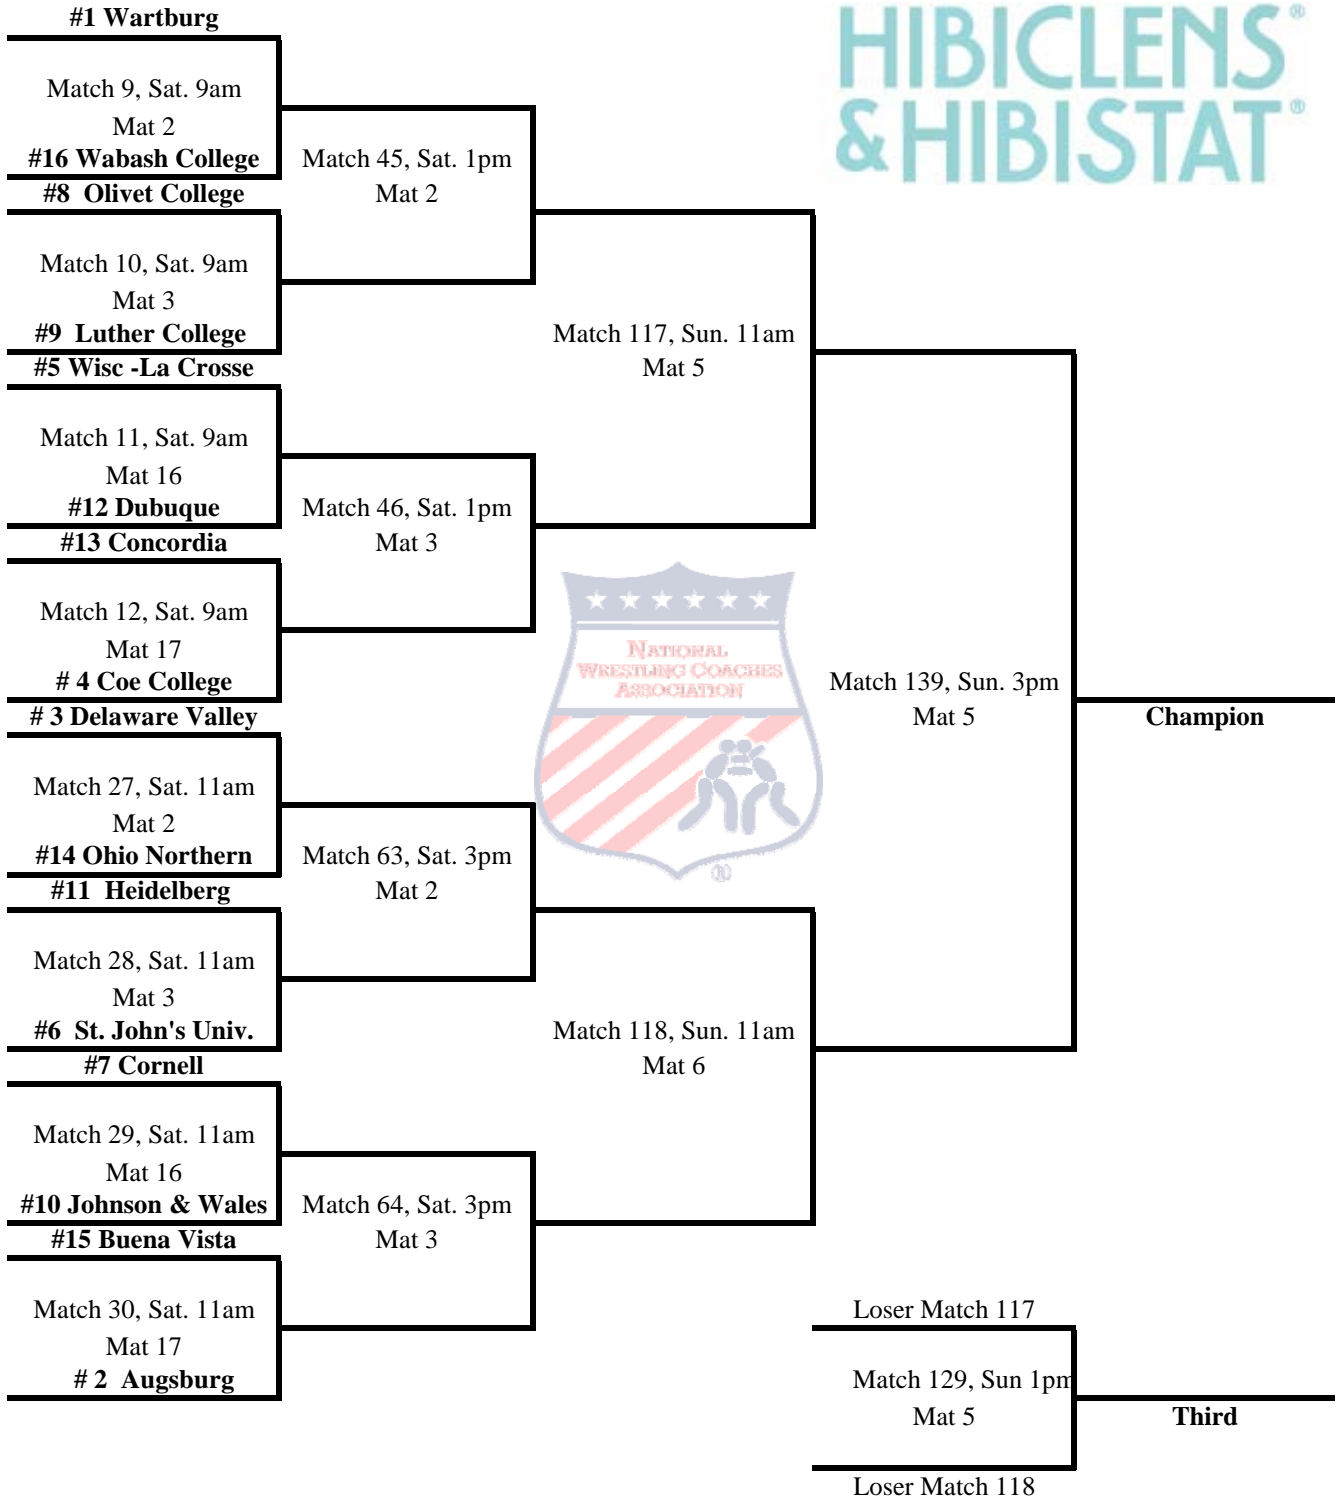 #1 Wartburg
HIBICLENS®
&HIBISTAT®
Match 9, Sat. 9am
Mat 2
#16 Wabash College
#8 Olivet College
Match 45, Sat. 1pm
Mat 2
Match 10, Sat. 9am
Mat 3
#9 Luther College
#5 Wisc -La Crosse
Match 117, Sun. 11am
Mat 5
Match 11, Sat. 9am
Mat 16
#12 Dubuque
#13 Concordia
Match 46, Sat. 1pm
Mat 3
Match 12, Sat. 9am
Mat 17
# 4 Coe College
# 3 Delaware Valley
NATIONAL
WRESTLING COACHES
ASSOCIATION
®
Match 139, Sun. 3pm
Mat 5
Champion
Match 27, Sat. 11am
Mat 2
#14 Ohio Northern
#11 Heidelberg
Match 63, Sat. 3pm
Mat 2
Match 28, Sat. 11am
Mat 3
#6 St. John's Univ.
#7 Cornell
Match 118, Sun. 11am
Mat 6
Match 29, Sat. 11am
Mat 16
#10 Johnson & Wales
#15 Buena Vista
Match 64, Sat. 3pm
Mat 3
Match 30, Sat. 11am
Mat 17
# 2 Augsburg
Loser Match 117
Match 129, Sun 1pm
Mat 5
Third
Loser Match 118